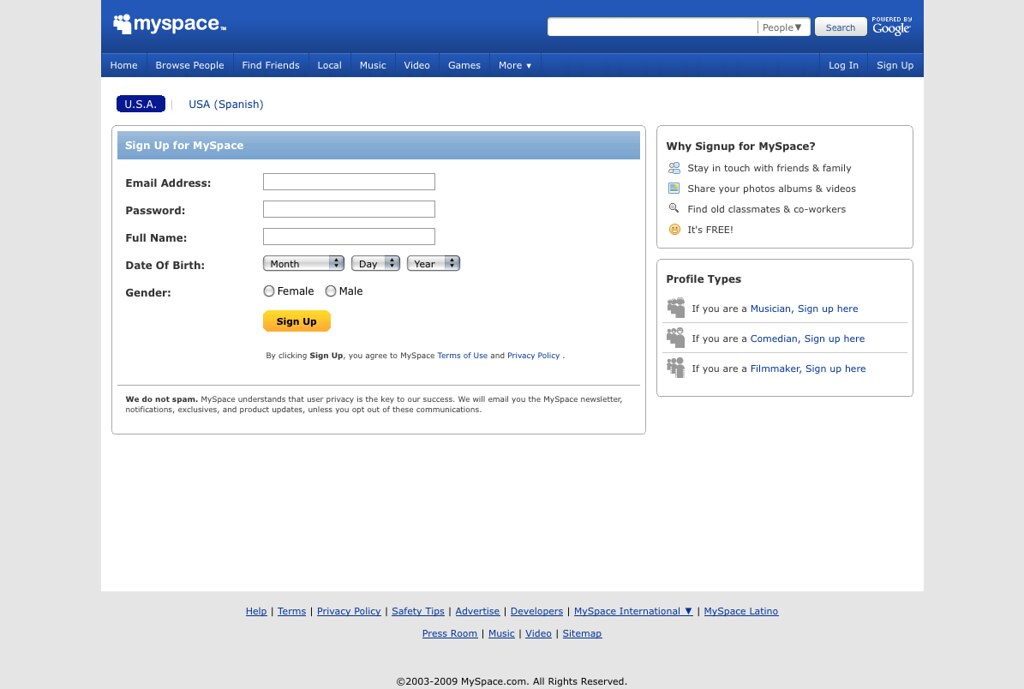 myspace™
People▼
Search
POWERED BY
Google™
Home
Browse People
Find Friends
Local
Music
Video
Games
More ▼
Log In
Sign Up
U.S.A. | USA (Spanish)
Sign Up for MySpace
Email Address:
Password:
Full Name:
Date Of Birth: Month Day Year
Gender: Female Male
Sign Up
By clicking Sign Up, you agree to MySpace Terms of Use and Privacy Policy .
We do not spam. MySpace understands that user privacy is the key to our success. We will email you the MySpace newsletter,
notifications, exclusives, and product updates, unless you opt out of these communications.
Why Signup for MySpace?
Stay in touch with friends & family
Share your photos albums & videos
Find old classmates & co-workers
It's FREE!
Profile Types
If you are a Musician, Sign up here
If you are a Comedian, Sign up here
If you are a Filmmaker, Sign up here
Help | Terms | Privacy Policy | Safety Tips | Advertise | Developers | MySpace International ▼ | MySpace Latino
Press Room | Music | Video | Sitemap
©2003-2009 MySpace.com. All Rights Reserved.